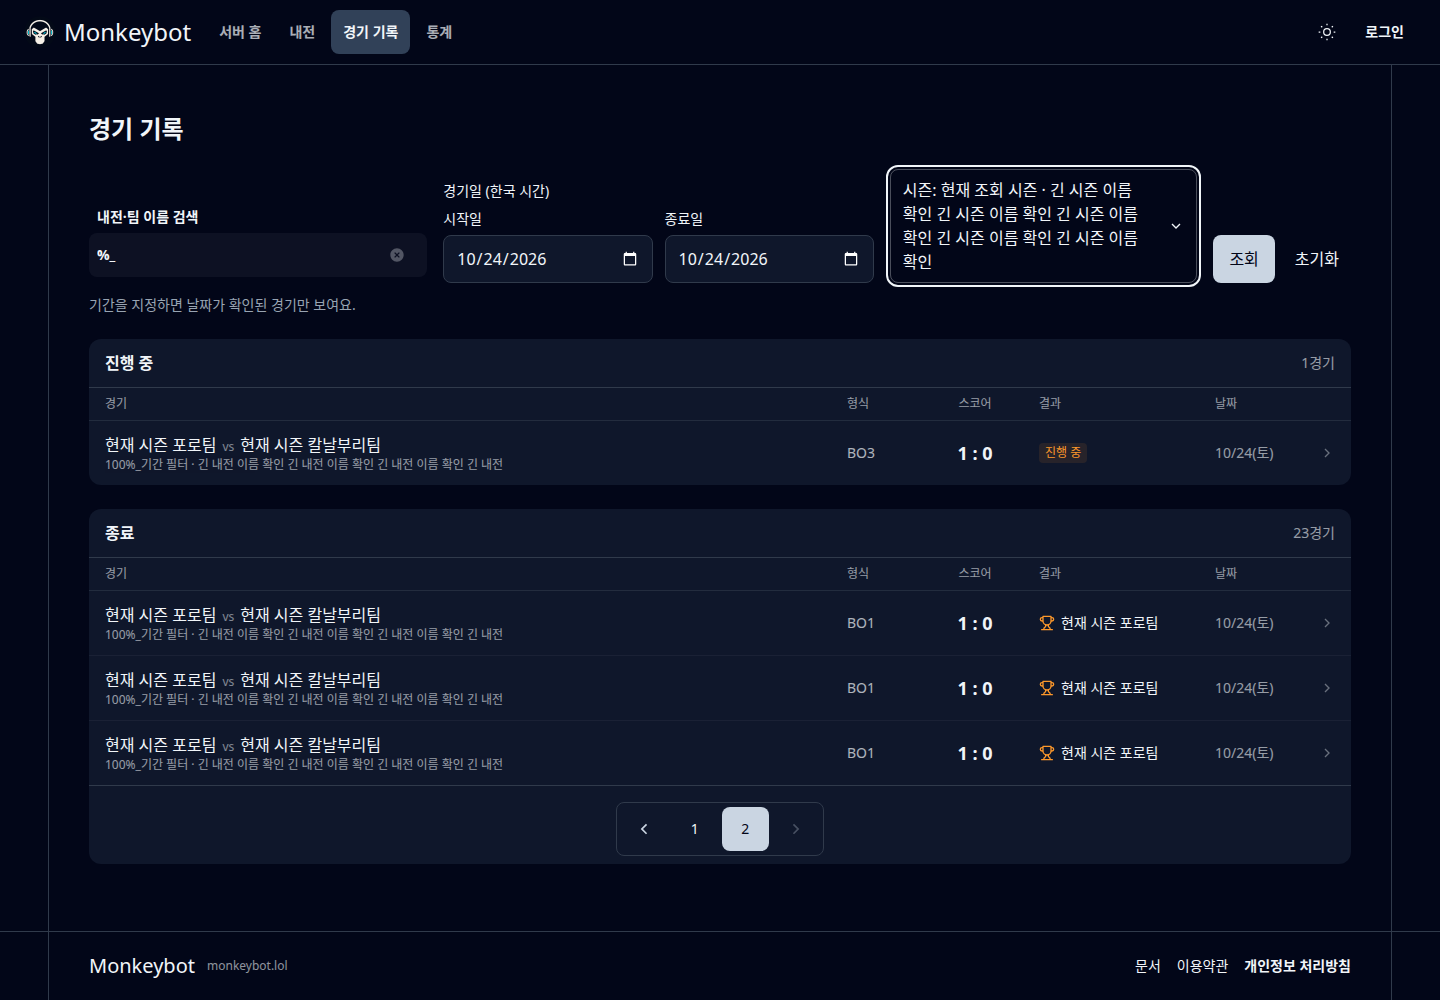 Monkeybot 서버 홈 내전 경기 기록 통계 로그인
경기 기록
내전·팀 이름 검색
%_
경기일 (한국 시간)
시작일
10/24/2026
종료일
10/24/2026
시즌: 현재 조회 시즌 · 긴 시즌 이름
확인 긴 시즌 이름 확인 긴 시즌 이름
확인 긴 시즌 이름 확인 긴 시즌 이름
확인
조회
초기화
기간을 지정하면 날짜가 확인된 경기만 보여요.
진행 중 1경기
경기 형식 스코어 결과 날짜
현재 시즌 포로팀 vs 현재 시즌 칼날부리팀 BO3 1 : 0 진행 중 10/24(토)
100%_기간 필터 · 긴 내전 이름 확인 긴 내전 이름 확인 긴 내전 이름 확인 긴 내전
종료 23경기
경기 형식 스코어 결과 날짜
현재 시즌 포로팀 vs 현재 시즌 칼날부리팀 BO1 1 : 0 현재 시즌 포로팀 10/24(토)
100%_기간 필터 · 긴 내전 이름 확인 긴 내전 이름 확인 긴 내전 이름 확인 긴 내전
현재 시즌 포로팀 vs 현재 시즌 칼날부리팀 BO1 1 : 0 현재 시즌 포로팀 10/24(토)
100%_기간 필터 · 긴 내전 이름 확인 긴 내전 이름 확인 긴 내전 이름 확인 긴 내전
현재 시즌 포로팀 vs 현재 시즌 칼날부리팀 BO1 1 : 0 현재 시즌 포로팀 10/24(토)
100%_기간 필터 · 긴 내전 이름 확인 긴 내전 이름 확인 긴 내전 이름 확인 긴 내전
1 2
Monkeybot monkeybot.lol 문서 이용약관 개인정보 처리방침